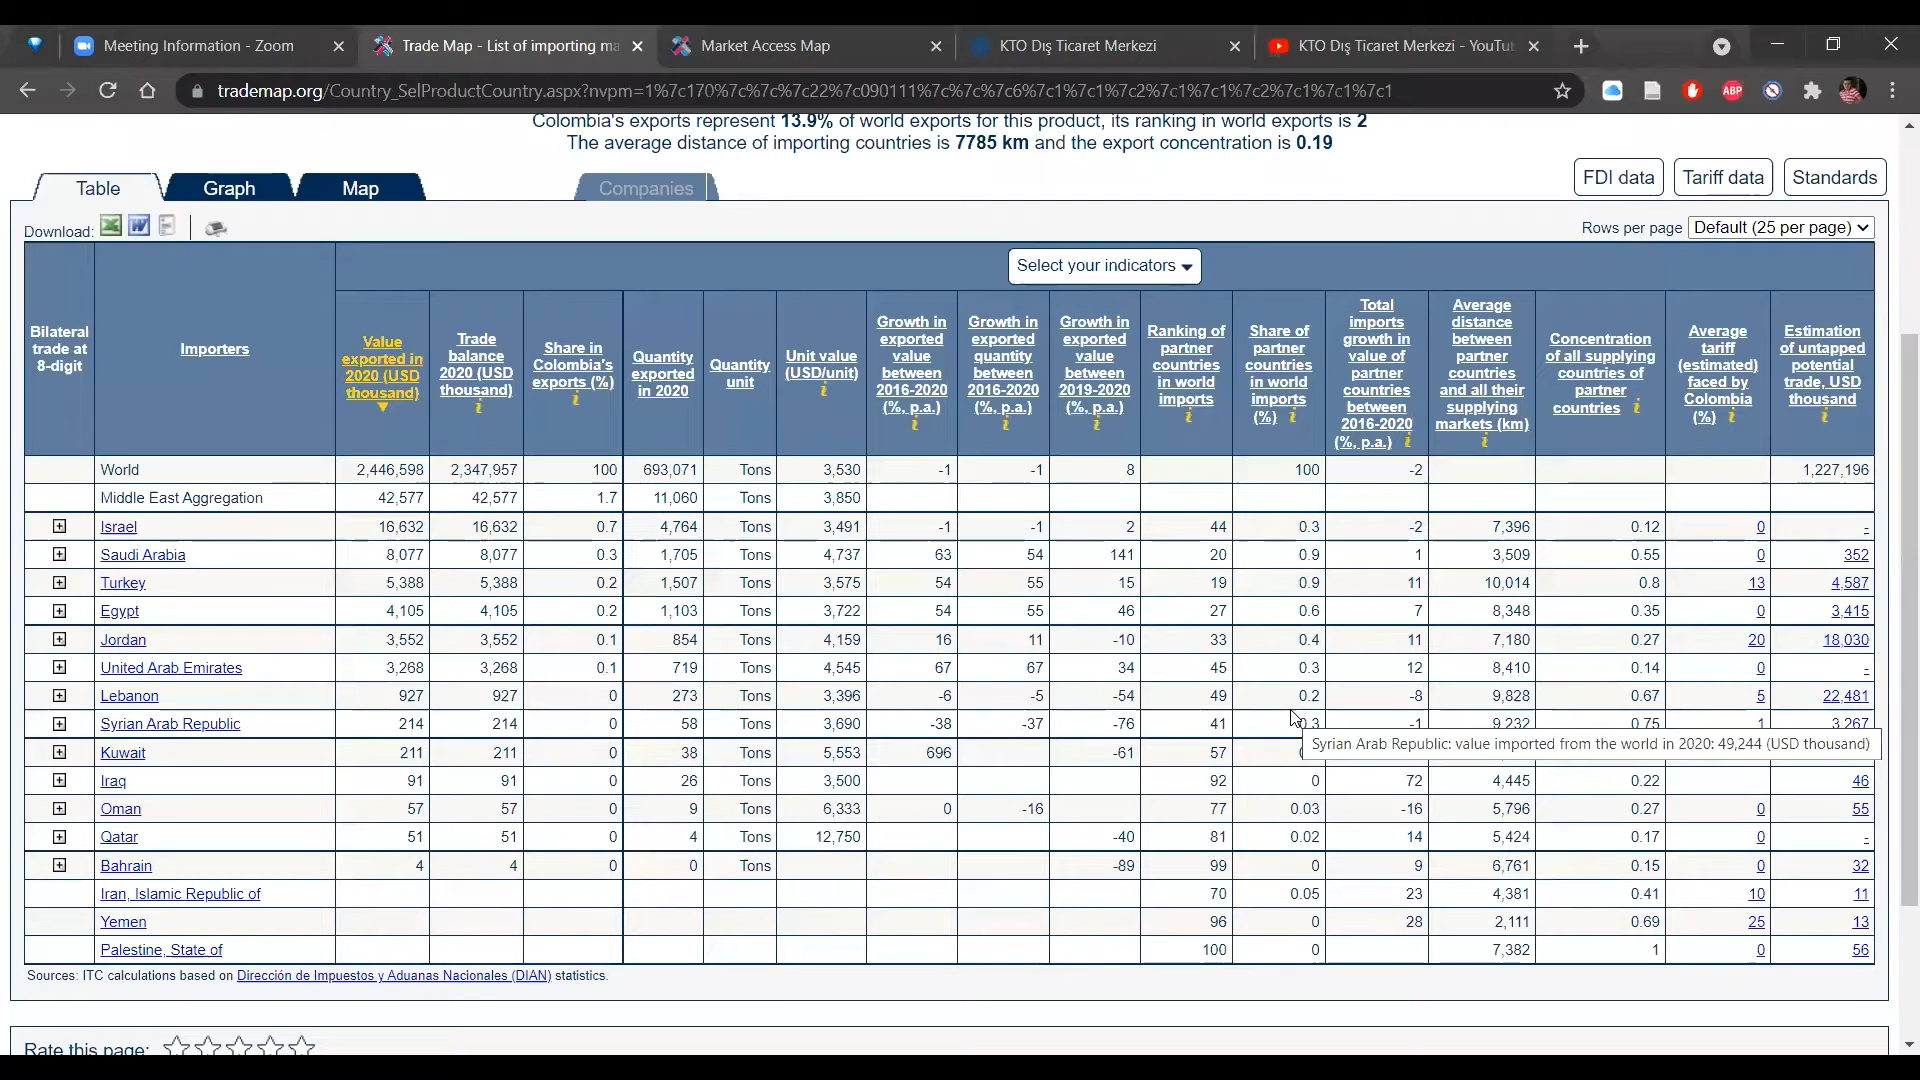 Meeting Information - Zoom
Trade Map - List of importing ma
Market Access Map
KTO Dış Ticaret Merkezi
KTO Dış Ticaret Merkezi - YouTub
trademap.org/Country_SelProductCountry.aspx?nvpm=1%7c170%7c%7c%7c22%7c090111%7c%7c%7c6%7c1%7c1%7c2%7c1%7c1%7c2%7c1%7c1%7c1
ABP
Colombia's exports represent 13.9% of world exports for this product, its ranking in world exports is 2
The average distance of importing countries is 7785 km and the export concentration is 0.19
Table Graph Map Companies
FDI data Tariff data Standards
Download:
Rows per page Default (25 per page)
Select your indicators
Bilateral trade at 8-digit
Importers
Value exported in 2020 (USD thousand)
Trade balance 2020 (USD thousand)
Share in Colombia's exports (%)
Quantity exported in 2020
Quantity unit
Unit value (USD/unit)
Growth in exported value between 2016-2020 (%, p.a.)
Growth in exported quantity between 2016-2020 (%, p.a.)
Growth in exported value between 2019-2020 (%, p.a.)
Ranking of partner countries in world imports
Share of partner countries in world imports (%)
Total imports growth in value of partner countries between 2016-2020 (%, p.a.)
Average distance between partner countries and all their supplying markets (km)
Concentration of all supplying countries of partner countries
Average tariff (estimated) faced by Colombia (%)
Estimation of untapped potential trade, USD thousand
World 2,446,598 2,347,957 100 693,071 Tons 3,530 -1 -1 8 100 -2 1,227,196
Middle East Aggregation 42,577 42,577 1.7 11,060 Tons 3,850
Israel 16,632 16,632 0.7 4,764 Tons 3,491 -1 -1 2 44 0.3 -2 7,396 0.12 0 -
Saudi Arabia 8,077 8,077 0.3 1,705 Tons 4,737 63 54 141 20 0.9 1 3,509 0.55 0 352
Turkey 5,388 5,388 0.2 1,507 Tons 3,575 54 55 15 19 0.9 11 10,014 0.8 13 4,587
Egypt 4,105 4,105 0.2 1,103 Tons 3,722 54 55 46 27 0.6 7 8,348 0.35 0 3,415
Jordan 3,552 3,552 0.1 854 Tons 4,159 16 11 -10 33 0.4 11 7,180 0.27 20 18,030
United Arab Emirates 3,268 3,268 0.1 719 Tons 4,545 67 67 34 45 0.3 12 8,410 0.14 0 -
Lebanon 927 927 0 273 Tons 3,396 -6 -5 -54 49 0.2 -8 9,828 0.67 5 22,481
Syrian Arab Republic 214 214 0 58 Tons 3,690 -38 -37 -76 41 0.3 -1 9,232 0.75 1 3,267
Syrian Arab Republic: value imported from the world in 2020: 49,244 (USD thousand)
Kuwait 211 211 0 38 Tons 5,553 696 -61 57
Iraq 91 91 0 26 Tons 3,500 92 0 72 4,445 0.22 46
Oman 57 57 0 9 Tons 6,333 0 -16 77 0.03 -16 5,796 0.27 0 55
Qatar 51 51 0 4 Tons 12,750 -40 81 0.02 14 5,424 0.17 0 -
Bahrain 4 4 0 0 Tons -89 99 0 9 6,761 0.15 0 32
Iran, Islamic Republic of 70 0.05 23 4,381 0.41 10 11
Yemen 96 0 28 2,111 0.69 25 13
Palestine, State of 100 0 7,382 1 0 56
Sources: ITC calculations based on Dirección de Impuestos y Aduanas Nacionales (DIAN) statistics.
Rate this page: